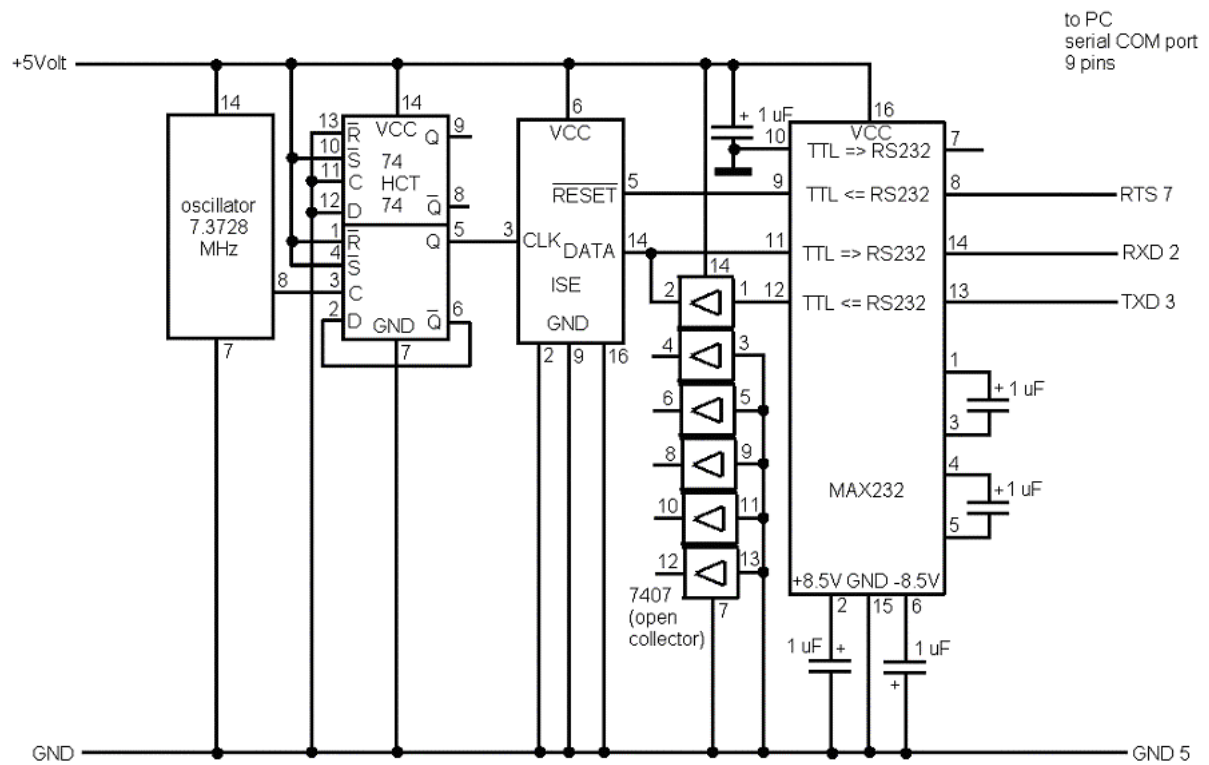 to PC
serial COM port
9 pins
+5Volt
14
14
6
+ 1 uF
16
13
R̅
VCC
Q
9
VCC
10
VCC
7
10
S̅
74
TTL => RS232
11
C
HCT
12
D
74
Q̅
8
R̅E̅S̅E̅T̅
5
9
TTL <= RS232
8
RTS 7
oscillator
7.3728
MHz
1
R̅
Q
5
3
CLK
DATA
14
11
TTL => RS232
14
RXD 2
4
S̅
14
8
3
C
ISE
2
1
12
TTL <= RS232
13
TXD 3
2
D
GND
Q̅
6
GND
7
7
2
9
16
4
3
1
+ 1 uF
6
5
3
8
9
4
MAX232
+ 1 uF
10
11
5
12
13
+8.5V GND -8.5V
7407
(open
collector)
7
2
15
6
1 uF
+
1 uF
+
GND
GND 5